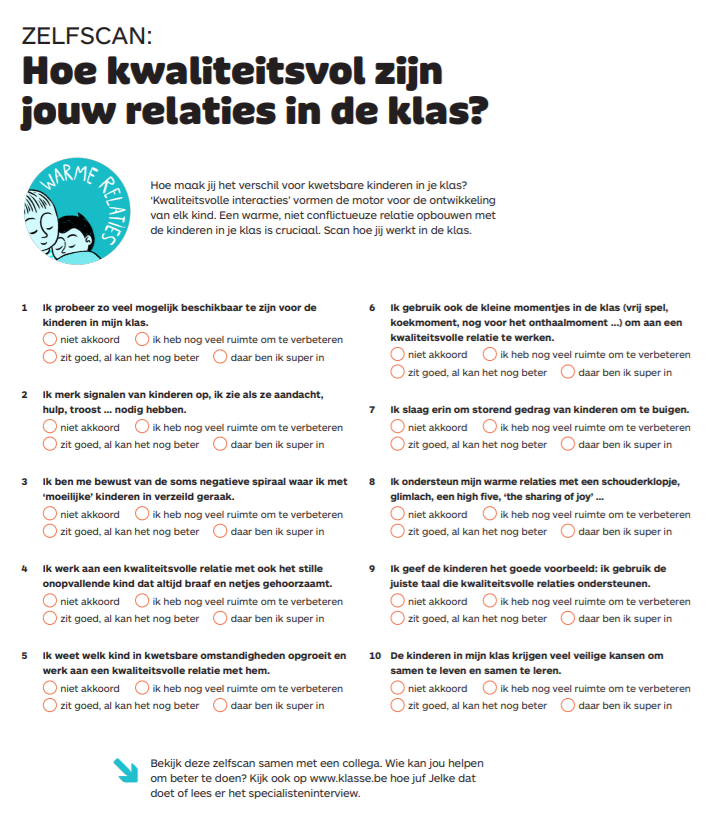 ZELFSCAN:
Hoe kwaliteitsvol zijn
jouw relaties in de klas?
WARME RELATIES
Hoe maak jij het verschil voor kwetsbare kinderen in je klas?
‘Kwaliteitsvolle interacties’ vormen de motor voor de ontwikkeling
van elk kind. Een warme, niet conflictueuze relatie opbouwen met
de kinderen in je klas is cruciaal. Scan hoe jij werkt in de klas.
1 Ik probeer zo veel mogelijk beschikbaar te zijn voor de
kinderen in mijn klas.
niet akkoord ik heb nog veel ruimte om te verbeteren
zit goed, al kan het nog beter daar ben ik super in
2 Ik merk signalen van kinderen op, ik zie als ze aandacht,
hulp, troost ... nodig hebben.
niet akkoord ik heb nog veel ruimte om te verbeteren
zit goed, al kan het nog beter daar ben ik super in
3 Ik ben me bewust van de soms negatieve spiraal waar ik met
‘moeilijke’ kinderen in verzeild geraak.
niet akkoord ik heb nog veel ruimte om te verbeteren
zit goed, al kan het nog beter daar ben ik super in
4 Ik werk aan een kwaliteitsvolle relatie met ook het stille
onopvallende kind dat altijd braaf en netjes gehoorzaamt.
niet akkoord ik heb nog veel ruimte om te verbeteren
zit goed, al kan het nog beter daar ben ik super in
5 Ik weet welk kind in kwetsbare omstandigheden opgroeit en
werk aan een kwaliteitsvolle relatie met hem.
niet akkoord ik heb nog veel ruimte om te verbeteren
zit goed, al kan het nog beter daar ben ik super in
6 Ik gebruik ook de kleine momentjes in de klas (vrij spel,
koekmoment, nog voor het onthaalmoment ...) om aan een
kwaliteitsvolle relatie te werken.
niet akkoord ik heb nog veel ruimte om te verbeteren
zit goed, al kan het nog beter daar ben ik super in
7 Ik slaag erin om storend gedrag van kinderen om te buigen.
niet akkoord ik heb nog veel ruimte om te verbeteren
zit goed, al kan het nog beter daar ben ik super in
8 Ik ondersteun mijn warme relaties met een schouderklopje,
glimlach, een high five, ‘the sharing of joy’ ...
niet akkoord ik heb nog veel ruimte om te verbeteren
zit goed, al kan het nog beter daar ben ik super in
9 Ik geef de kinderen het goede voorbeeld: ik gebruik de
juiste taal die kwaliteitsvolle relaties ondersteunen.
niet akkoord ik heb nog veel ruimte om te verbeteren
zit goed, al kan het nog beter daar ben ik super in
10 De kinderen in mijn klas krijgen veel veilige kansen om
samen te leven en samen te leren.
niet akkoord ik heb nog veel ruimte om te verbeteren
zit goed, al kan het nog beter daar ben ik super in
Bekijk deze zelfscan samen met een collega. Wie kan jou helpen
om beter te doen? Kijk ook op www.klasse.be hoe juf Jelke dat
doet of lees er het specialisteninterview.